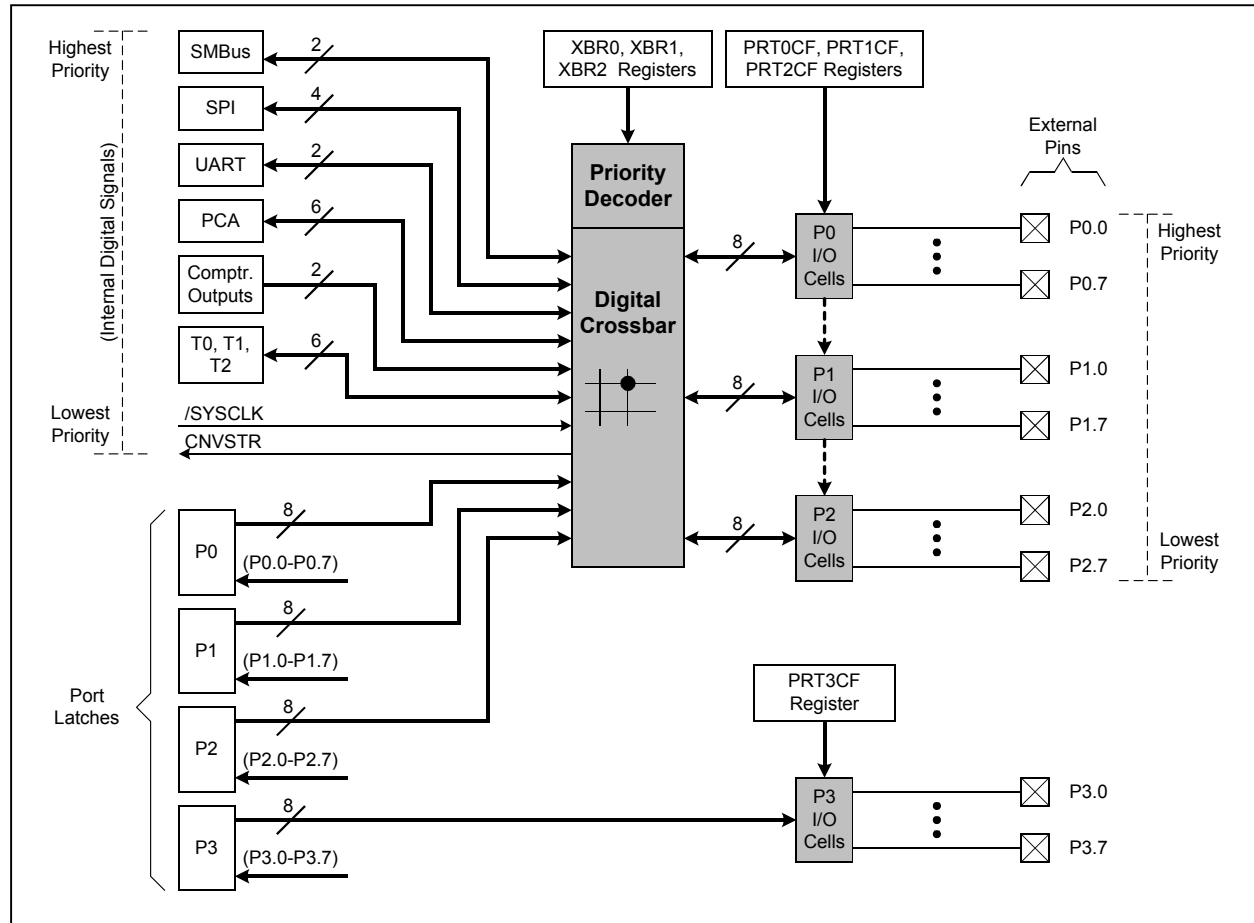 Highest
Priority
(Internal Digital Signals)
Lowest
Priority
SMBus
2
SPI
4
UART
2
PCA
6
Comptr.
Outputs
2
T0, T1,
T2
6
/SYSCLK
CNVSTR
XBR0, XBR1,
XBR2 Registers
PRT0CF, PRT1CF,
PRT2CF Registers
Priority
Decoder
Digital
Crossbar
8
P0
I/O
Cells
8
P1
I/O
Cells
8
P2
I/O
Cells
External
Pins
P0.0
P0.7
P1.0
P1.7
P2.0
P2.7
Highest
Priority
Lowest
Priority
Port
Latches
P0
8
(P0.0-P0.7)
P1
8
(P1.0-P1.7)
P2
8
(P2.0-P2.7)
P3
8
(P3.0-P3.7)
PRT3CF
Register
P3
I/O
Cells
P3.0
P3.7